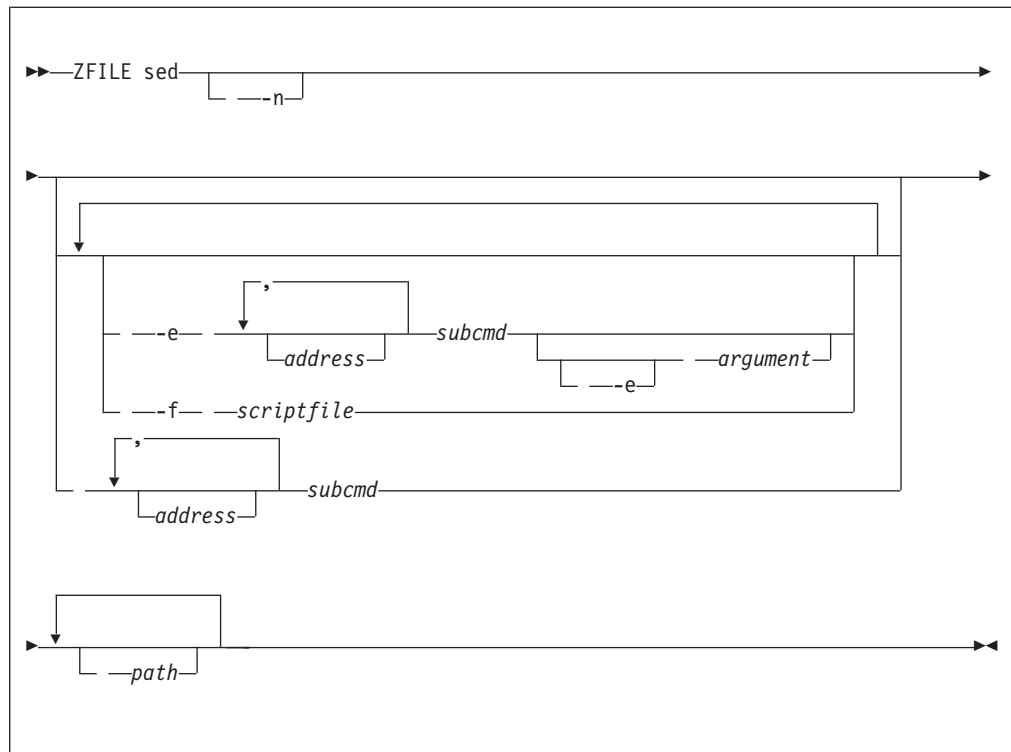 ZFILE sed
-n
,
-e
address
subcmd
-e
argument
-f scriptfile
,
address
subcmd
path